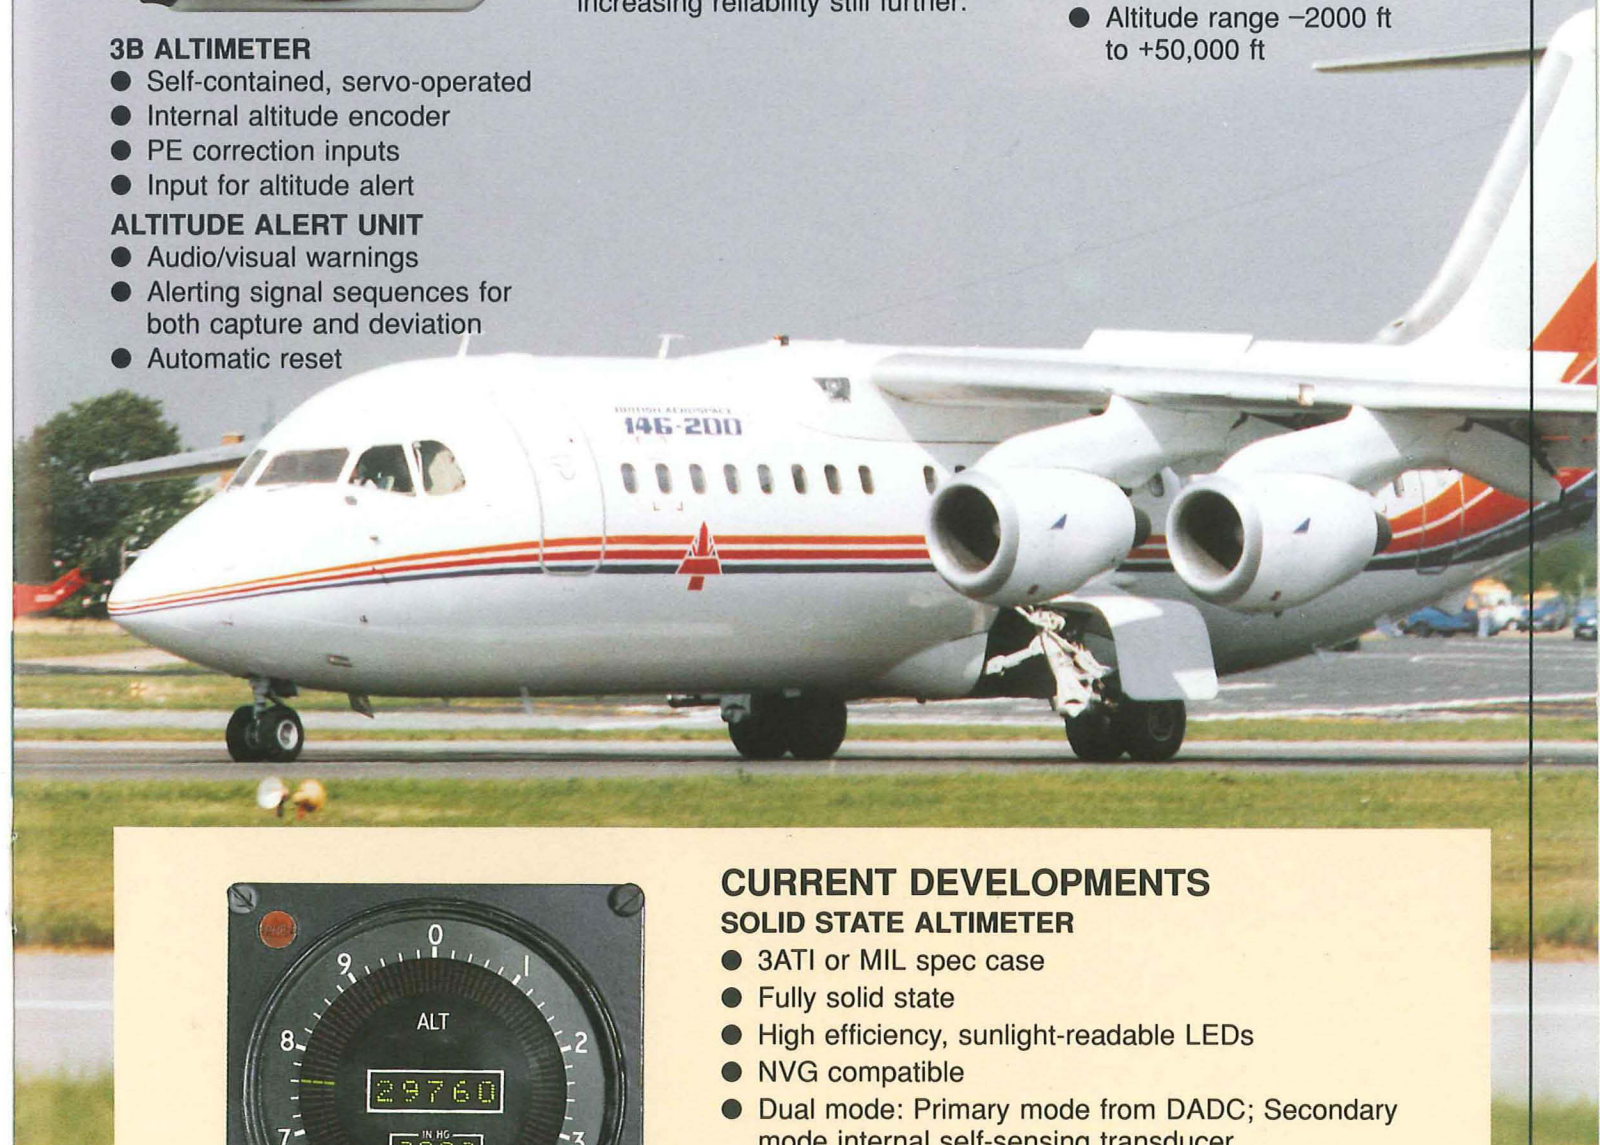 increasing reliability still further.
● Altitude range –2000 ft
to +50,000 ft
3B ALTIMETER
● Self-contained, servo-operated
● Internal altitude encoder
● PE correction inputs
● Input for altitude alert
ALTITUDE ALERT UNIT
● Audio/visual warnings
● Alerting signal sequences for
both capture and deviation
● Automatic reset
BRITISH AEROSPACE
146-200
CURRENT DEVELOPMENTS
SOLID STATE ALTIMETER
● 3ATI or MIL spec case
● Fully solid state
● High efficiency, sunlight-readable LEDs
● NVG compatible
● Dual mode: Primary mode from DADC; Secondary
mode internal self-sensing transducer
0
9 1
ALT
8 2
29760
IN HG
7 3